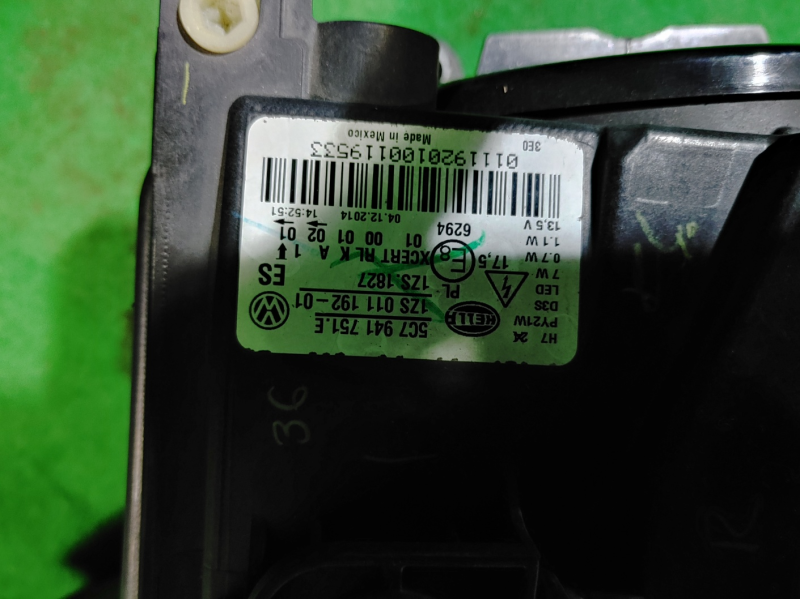 5C7 941 751.E
1ZS 011 192-01
1ZS.1827
HELLA
PL
ES
H7 24
PY21W
D3S
LED
7 W
0.7 W
1.1 W
13.5 V
17,5
E8
6294
XCERT RL K A 1
01 00 01 02 01
04.12.2014 14:52:51
0111920100119533
3E0
Made in Mexico
36